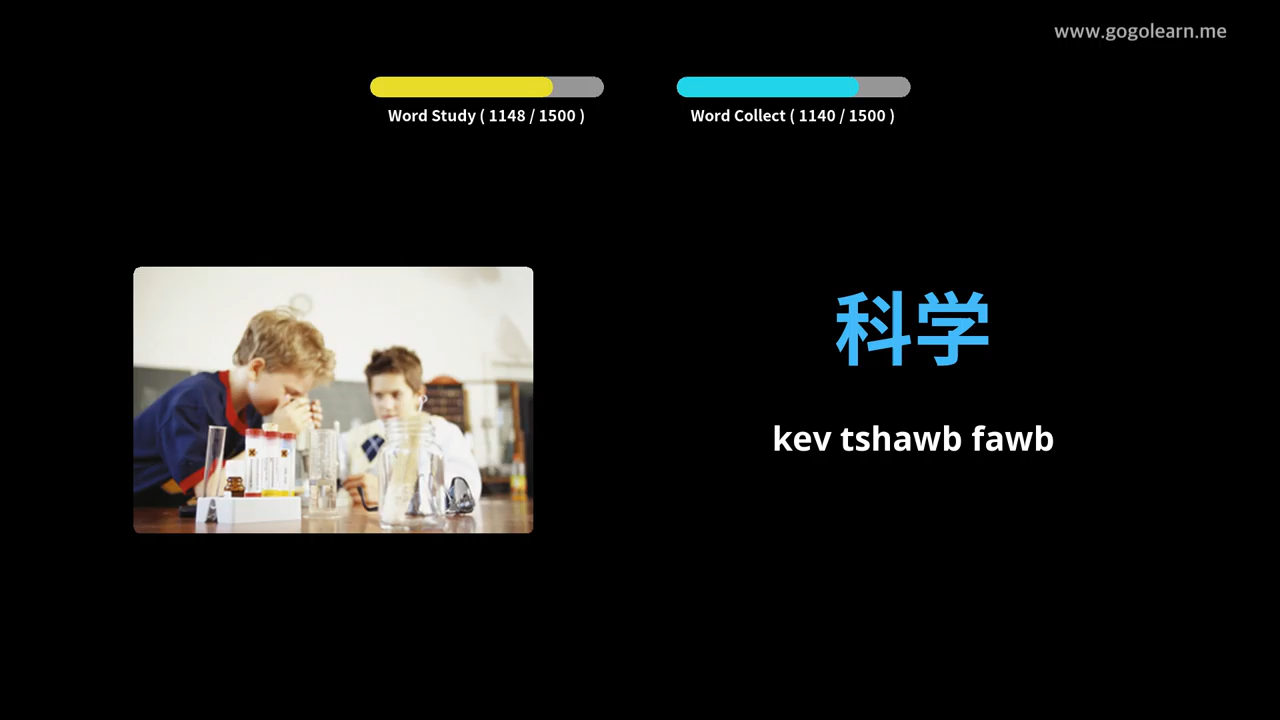 www.gogolearn.me
Word Study ( 1148 / 1500 )
Word Collect ( 1140 / 1500 )
科学
kev tshawb fawb